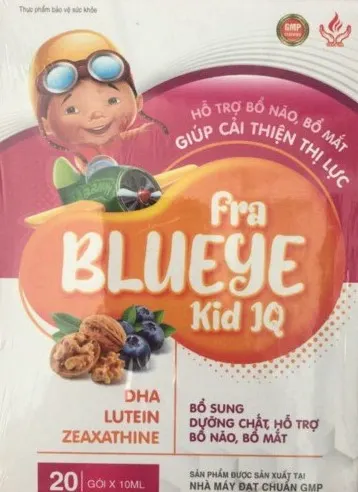 Thực phẩm bảo vệ sức khỏe
GMP
HỖ TRỢ BỔ NÃO, BỔ MẮT
GIÚP CẢI THIỆN THỊ LỰC
Fra
BLUEYE
Kid IQ
DHA
LUTEIN
ZEAXATHINE
BỔ SUNG
DƯỠNG CHẤT, HỖ TRỢ
BỔ NÃO, BỔ MẮT
20 GÓI X 10ML
SẢN PHẨM ĐƯỢC SẢN XUẤT TẠI
NHÀ MÁY ĐẠT CHUẨN GMP